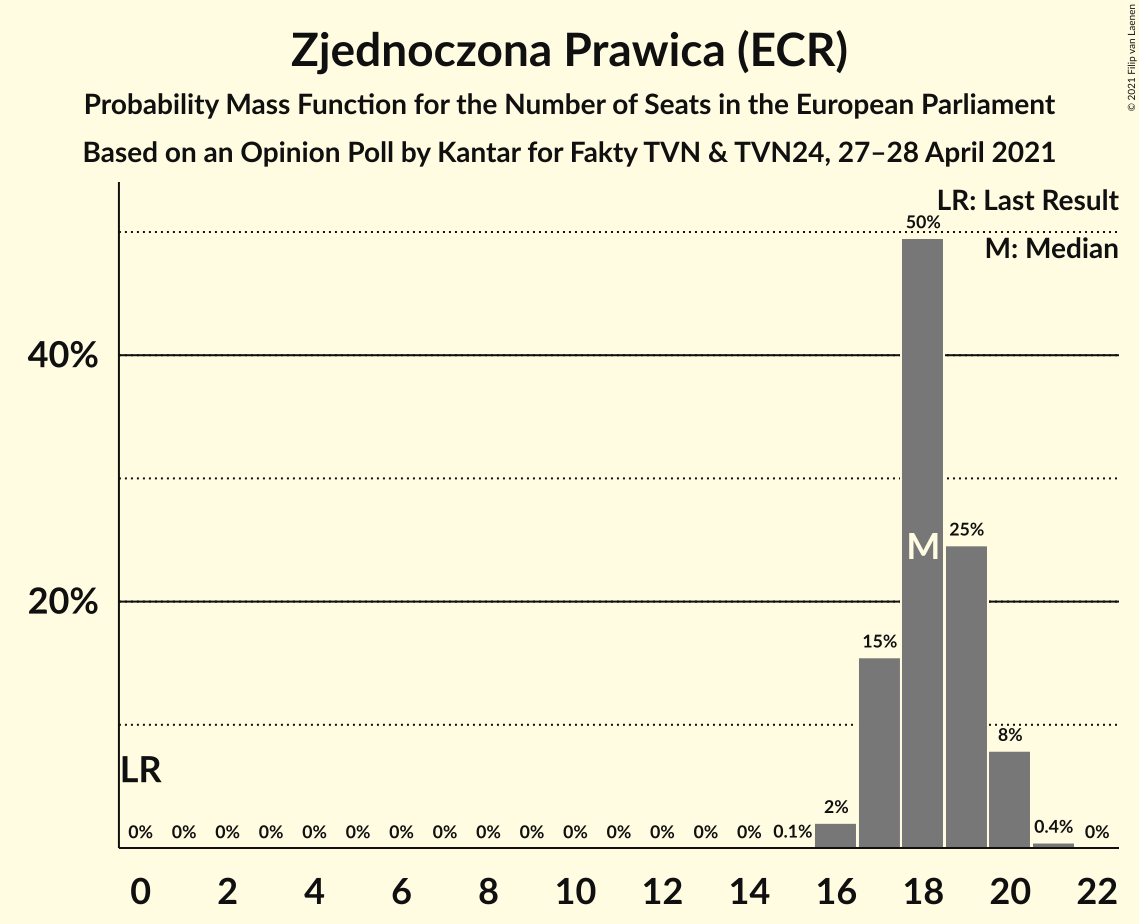 Zjednoczona Prawica (ECR)
Probability Mass Function for the Number of Seats in the European Parliament
Based on an Opinion Poll by Kantar for Fakty TVN & TVN24, 27–28 April 2021
© 2021 Filip van Laenen
LR: Last Result
M: Median
50%
40%
M
25%
20%
15%
8%
LR
2%
0% 0% 0% 0% 0% 0% 0% 0% 0% 0% 0% 0% 0% 0% 0% 0.1% 0.4% 0%
0 2 4 6 8 10 12 14 16 18 20 22